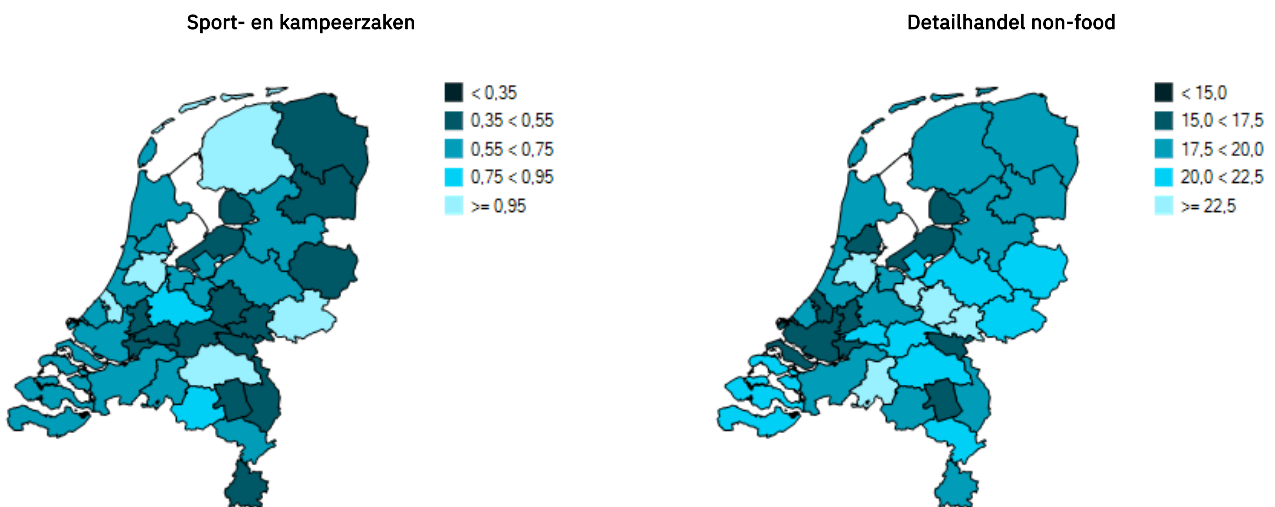 Sport- en kampeerzaken
< 0,35
0,35 < 0,55
0,55 < 0,75
0,75 < 0,95
>= 0,95
Detailhandel non-food
< 15,0
15,0 < 17,5
17,5 < 20,0
20,0 < 22,5
>= 22,5